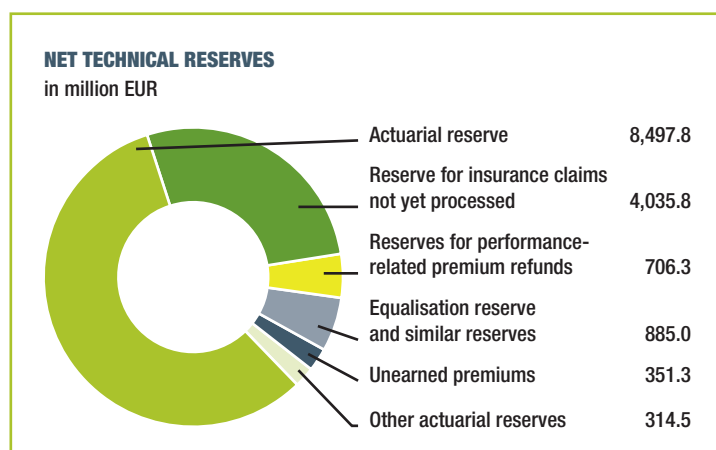 NET TECHNICAL RESERVES
in million EUR
Actuarial reserve 8,497.8
Reserve for insurance claims
not yet processed 4,035.8
Reserves for performance-
related premium refunds 706.3
Equalisation reserve
and similar reserves 885.0
Unearned premiums 351.3
Other actuarial reserves 314.5